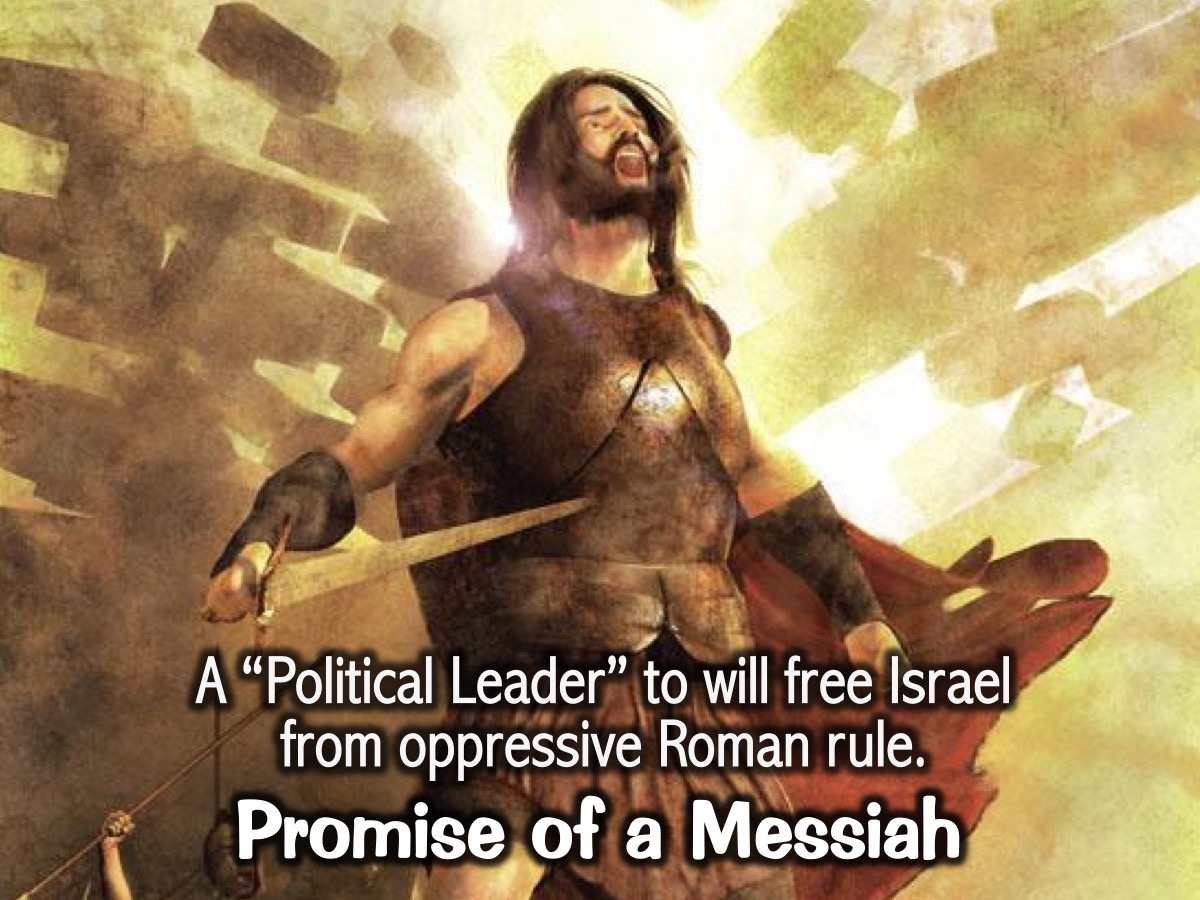 A “Political Leader” to will free Israel
from oppressive Roman rule.
Promise of a Messiah